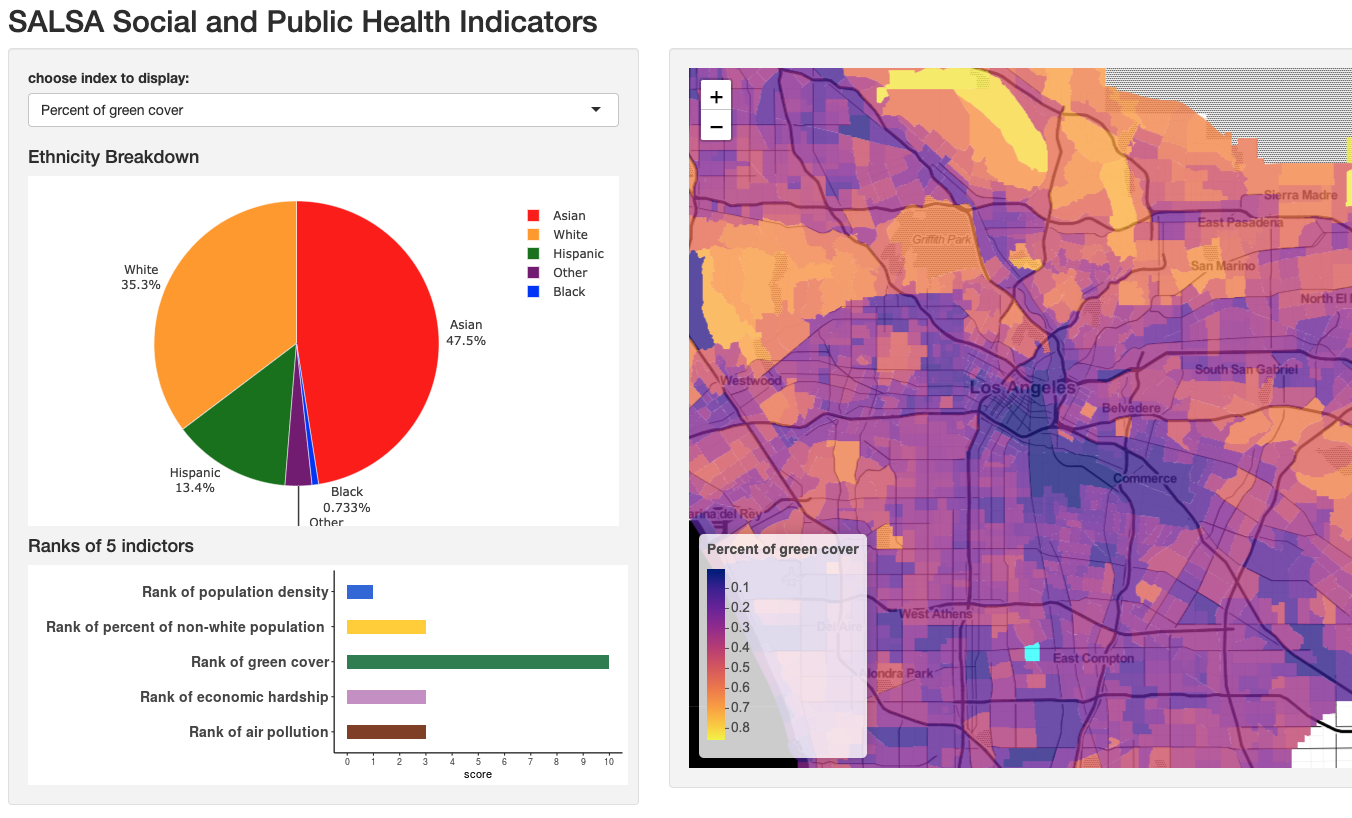 SALSA Social and Public Health Indicators
choose index to display:
Percent of green cover
Ethnicity Breakdown
Asian
White
Hispanic
Other
Black
White
35.3%
Asian
47.5%
Hispanic
13.4%
Black
0.733%
Other
Ranks of 5 indictors
Rank of population density
Rank of percent of non-white population
Rank of green cover
Rank of economic hardship
Rank of air pollution
0 1 2 3 4 5 6 7 8 9 10
score
+
−
Sierra Madre
East Pasadena
Griffith Park
San Marino
North El
South San Gabriel
Westwood
Los Angeles
Belvedere
Commerce
arina del Rey
Percent of green cover
0.1
0.2
0.3
0.4
0.5
0.6
0.7
0.8
West Athens
Del Aire
East Compton
Alondra Park